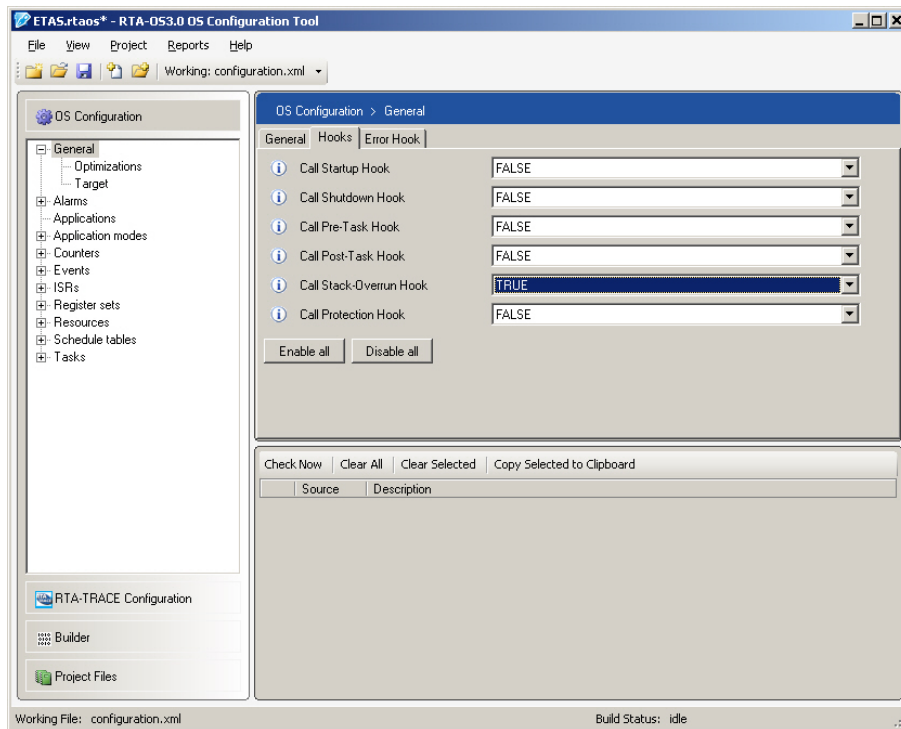 ETAS.rtaos* - RTA-OS3.0 OS Configuration Tool
File View Project Reports Help
Working: configuration.xml
OS Configuration
General
Optimizations
Target
Alarms
Applications
Application modes
Counters
Events
ISRs
Register sets
Resources
Schedule tables
Tasks
RTA-TRACE Configuration
Builder
Project Files
OS Configuration > General
General Hooks Error Hook
Call Startup Hook FALSE
Call Shutdown Hook FALSE
Call Pre-Task Hook FALSE
Call Post-Task Hook FALSE
Call Stack-Overrun Hook TRUE
Call Protection Hook FALSE
Enable all Disable all
Check Now Clear All Clear Selected Copy Selected to Clipboard
Source Description
Working File: configuration.xml Build Status: idle